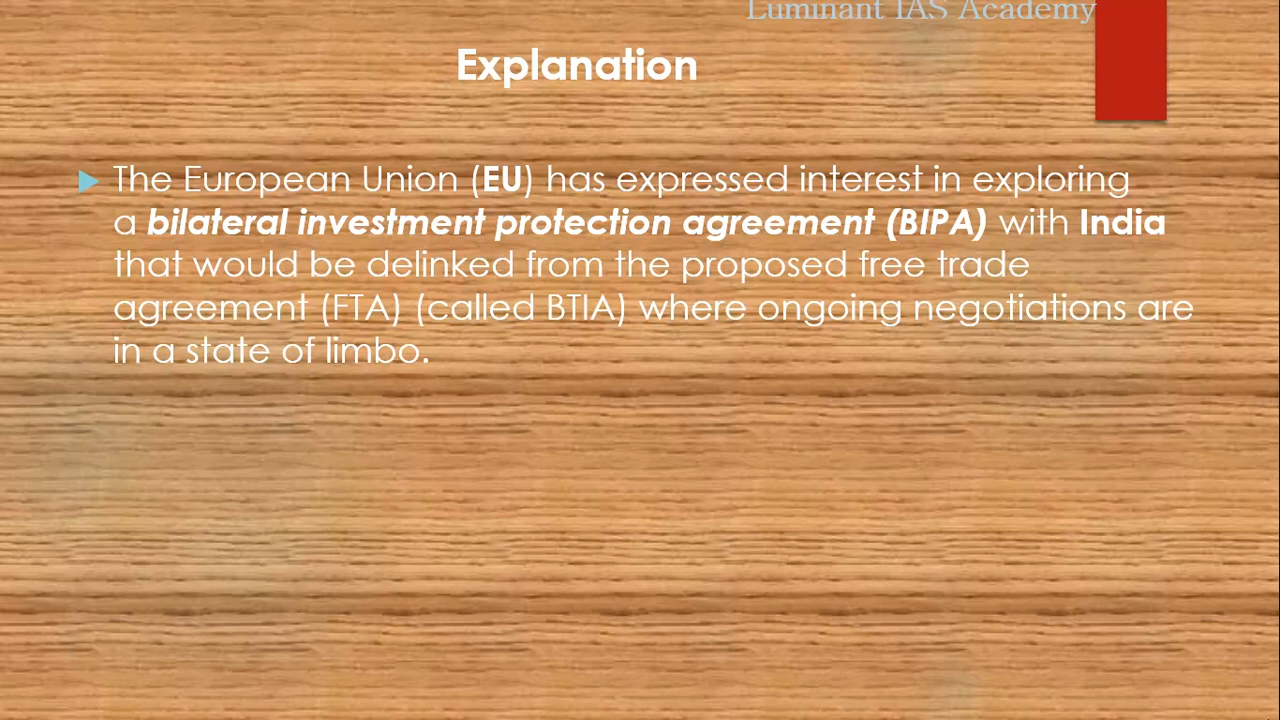 Luminant IAS Academy
Explanation
The European Union (EU) has expressed interest in exploring
a bilateral investment protection agreement (BIPA) with India
that would be delinked from the proposed free trade
agreement (FTA) (called BTIA) where ongoing negotiations are
in a state of limbo.